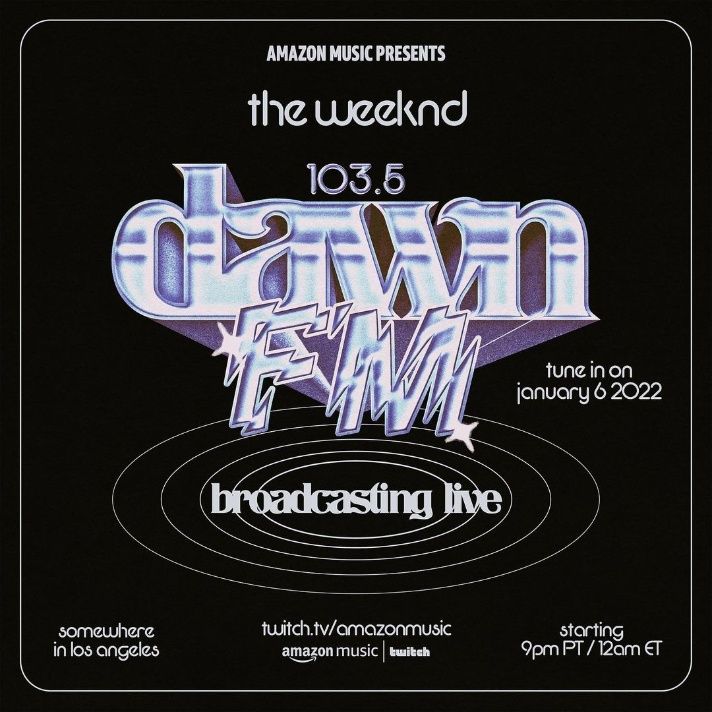 AMAZON MUSIC PRESENTS
the weeknd
103.5
dawn
FM
tune in on
january 6 2022
broadcasting live
somewhere
in los angeles
twitch.tv/amazonmusic
amazon music | twitch
starting
9pm PT / 12am ET